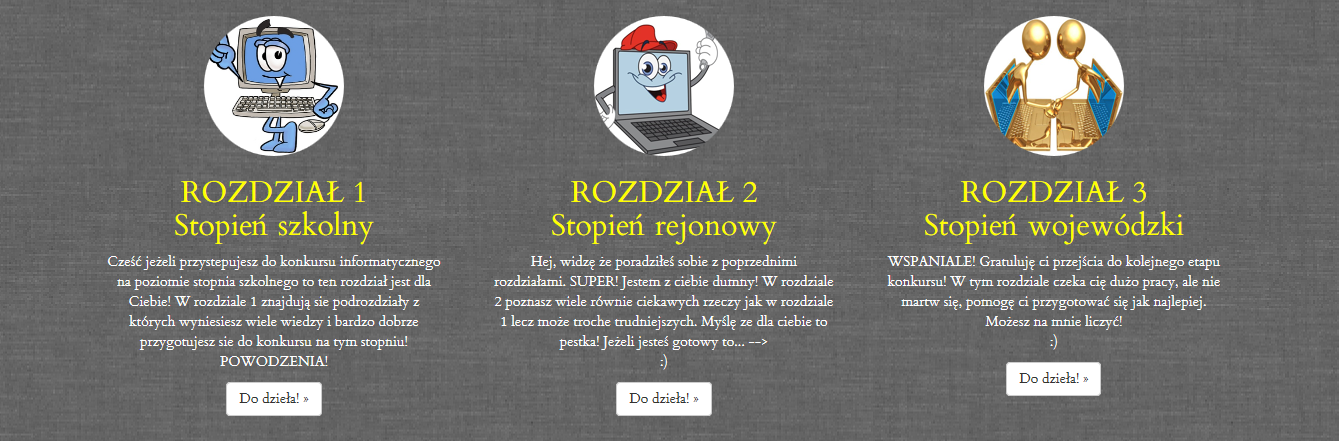 ROZDZIAŁ 1
Stopień szkolny
Cześć jeżeli przystepujesz do konkursu informatycznego
na poziomie stopnia szkolnego to ten rozdział jest dla
Ciebie! W rozdziale 1 znajdują sie podrozdziały z
których wyniesiesz wiele wiedzy i bardzo dobrze
przygotujesz sie do konkursu na tym stopniu!
POWODZENIA!
Do dzieła! »
ROZDZIAŁ 2
Stopień rejonowy
Hej, widzę że poradziłeś sobie z poprzednimi
rozdziałami. SUPER! Jestem z ciebie dumny! W rozdziale
2 poznasz wiele równie ciekawych rzeczy jak w rozdziale
1 lecz może troche trudniejszych. Myślę ze dla ciebie to
pestka! Jeżeli jesteś gotowy to... -->
:)
Do dzieła! »
ROZDZIAŁ 3
Stopień wojewódzki
WSPANIALE! Gratuluję ci przejścia do kolejnego etapu
konkursu! W tym rozdziale czeka cię dużo pracy, ale nie
martw się, pomogę ci przygotować się jak najlepiej.
Możesz na mnie liczyć!
:)
Do dzieła! »